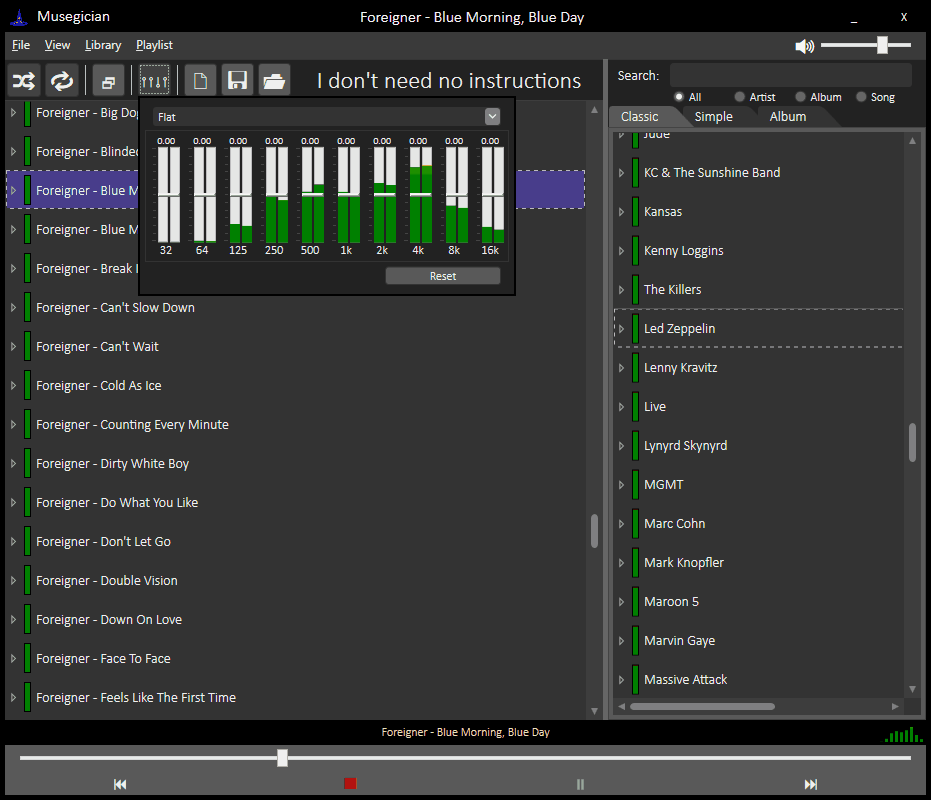 Musegician
Foreigner - Blue Morning, Blue Day
_ X
File View Library Playlist
I don't need no instructions
Search:
All Artist Album Song
Classic Simple Album
Foreigner - Big
Foreigner - Blinded
Foreigner - Blue
Foreigner - Blue
Foreigner - Break
Flat
0.00 0.00 0.00 0.00 0.00 0.00 0.00 0.00 0.00 0.00
32 64 125 250 500 1k 2k 4k 8k 16k
Reset
Foreigner - Can't Slow Down
Foreigner - Can't Wait
Foreigner - Cold As Ice
Foreigner - Counting Every Minute
Foreigner - Dirty White Boy
Foreigner - Do What You Like
Foreigner - Don't Let Go
Foreigner - Double Vision
Foreigner - Down On Love
Foreigner - Face To Face
Foreigner - Feels Like The First Time
Jude
KC & The Sunshine Band
Kansas
Kenny Loggins
The Killers
Led Zeppelin
Lenny Kravitz
Live
Lynyrd Skynyrd
MGMT
Marc Cohn
Mark Knopfler
Maroon 5
Marvin Gaye
Massive Attack
Foreigner - Blue Morning, Blue Day